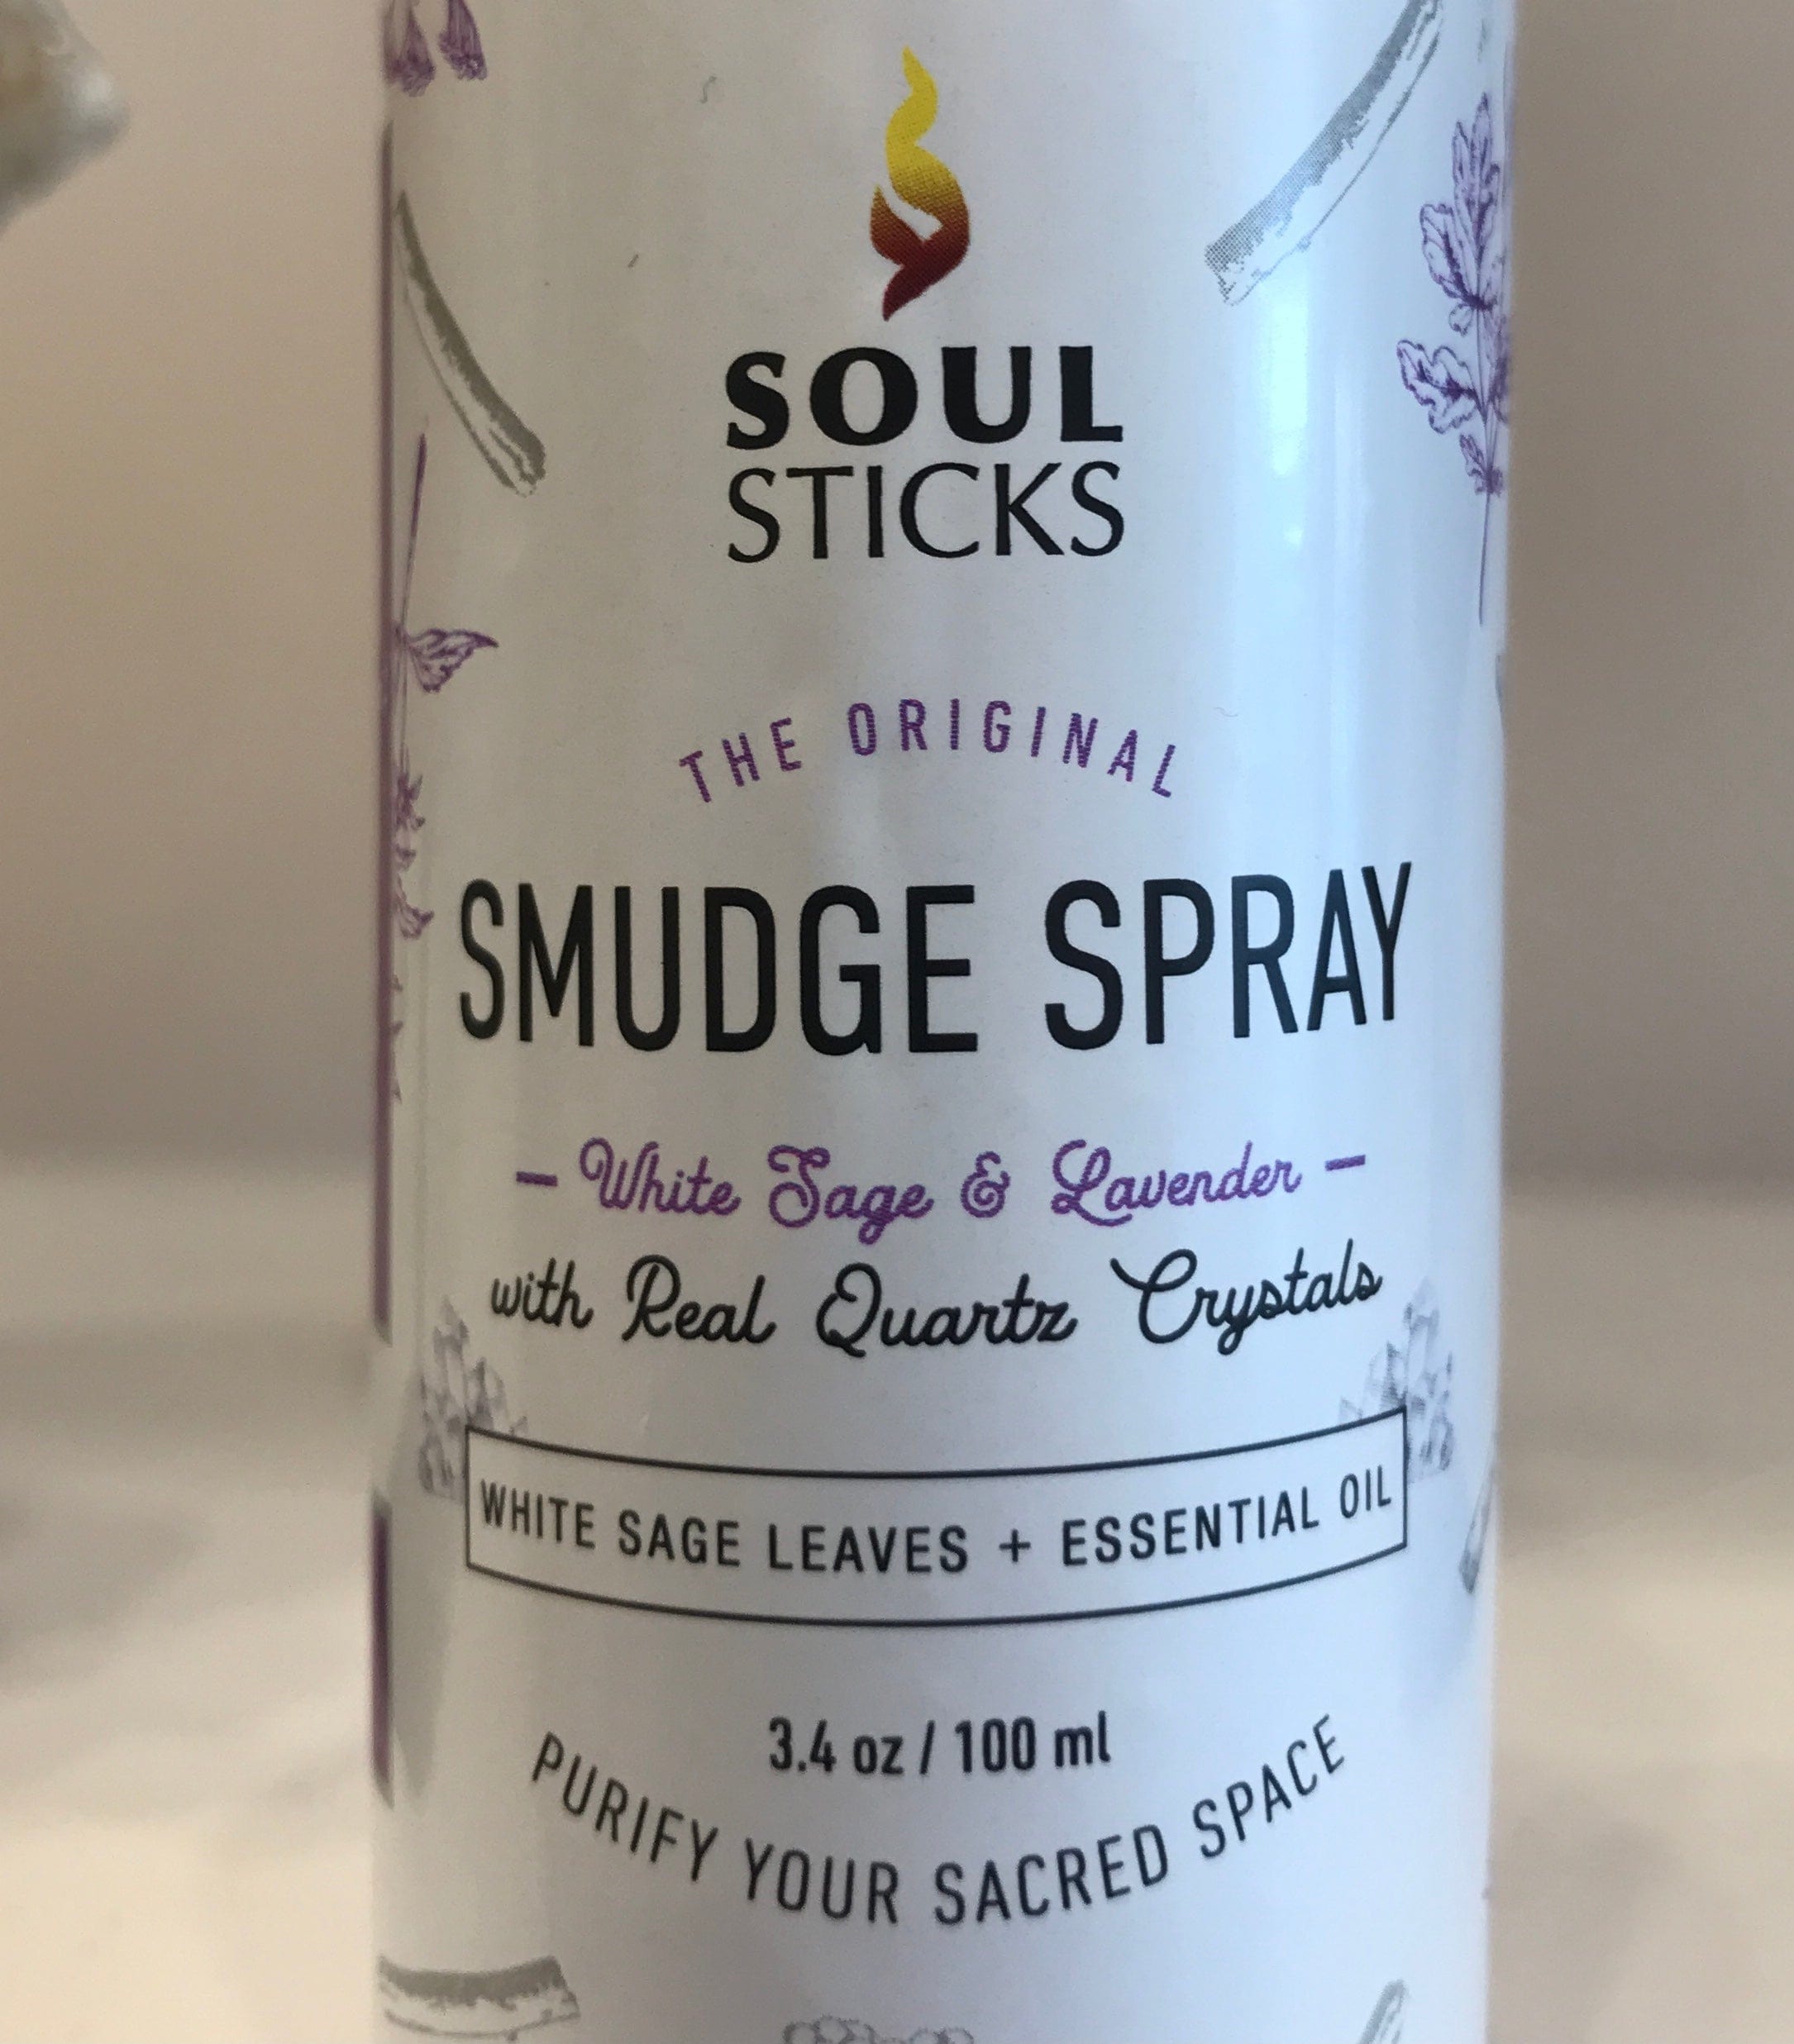 SOUL
STICKS
THE ORIGINAL
SMUDGE SPRAY
– White Sage & Lavender –
with Real Quartz Crystals
WHITE SAGE LEAVES + ESSENTIAL OIL
3.4 oz / 100 ml
PURIFY YOUR SACRED SPACE